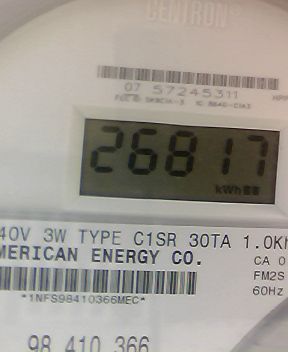 CENTRON®
07 57245311
26817
kWh
40V 3W TYPE C1SR 30TA 1.0Kh
MERICAN ENERGY CO.
CA 0
FM2S
60Hz
*1NFS98410366MEC*
98 410 366